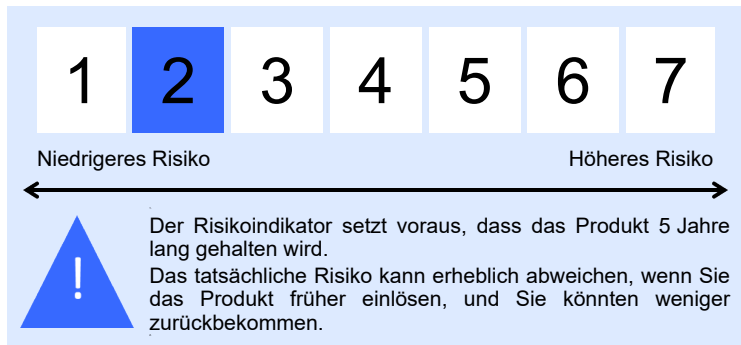 1 2 3 4 5 6 7
Niedrigeres Risiko Höheres Risiko
!
Der Risikoindikator setzt voraus, dass das Produkt 5 Jahre
lang gehalten wird.
Das tatsächliche Risiko kann erheblich abweichen, wenn Sie
das Produkt früher einlösen, und Sie könnten weniger
zurückbekommen.